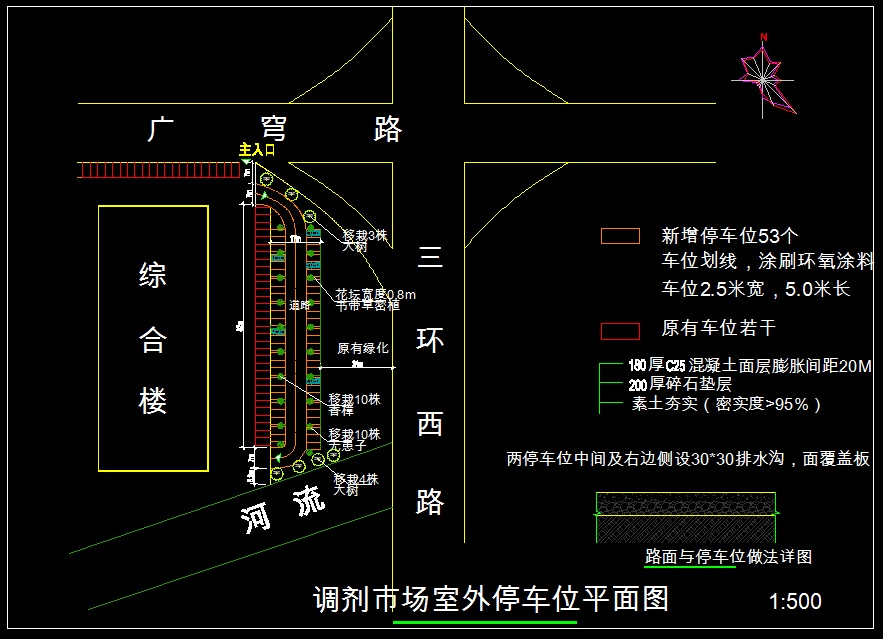 N
广 穹 路
主入口
综合楼
三环西路
移栽3株
大树
花坛宽度0.8m
书带草密植
道路
原有绿化
移栽10株
香樟
移栽10株
无患子
移栽4株
大树
河流
新增停车位53个
车位划线，涂刷环氧涂料
车位2.5米宽，5.0米长
原有车位若干
180厚C25混凝土面层膨胀间距20M
200厚碎石垫层
素土夯实（密实度>95%）
两停车位中间及右边侧设30*30排水沟，面覆盖板
路面与停车位做法详图
调剂市场室外停车位平面图
1:500